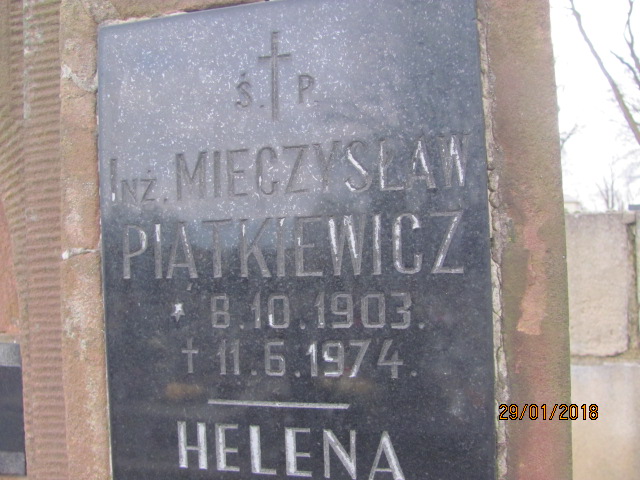 Ś. P.
Inż. MIECZYSŁAW
PIATKIEWICZ
* 8.10.1903.
† 11.6.1974.
HELENA
29/01/2018